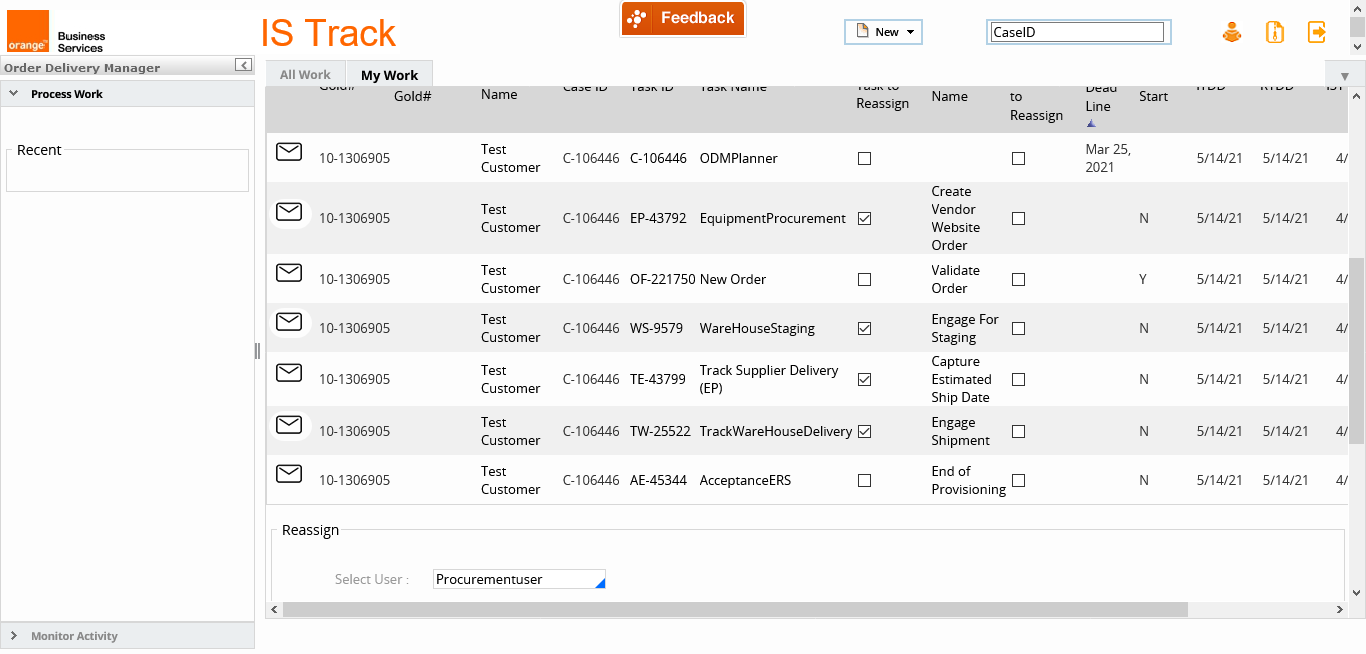 orange™
Business
Services
IS Track
Feedback
New
CaseID
Order Delivery Manager
All Work
My Work
Process Work
Recent
Gold#
Gold#
Name
Case ID
Task ID
Task Name
Task to
Reassign
Name
to
Reassign
Dead
Line
Start
10-1306905 Test Customer C-106446 C-106446 ODMPlanner Mar 25, 2021 5/14/21 5/14/21 4/
10-1306905 Test Customer C-106446 EP-43792 EquipmentProcurement Create Vendor Website Order N 5/14/21 5/14/21 4/
10-1306905 Test Customer C-106446 OF-221750 New Order Validate Order Y 5/14/21 5/14/21 4/
10-1306905 Test Customer C-106446 WS-9579 WareHouseStaging Engage For Staging N 5/14/21 5/14/21 4/
10-1306905 Test Customer C-106446 TE-43799 Track Supplier Delivery (EP) Capture Estimated Ship Date N 5/14/21 5/14/21 4/
10-1306905 Test Customer C-106446 TW-25522 TrackWareHouseDelivery Engage Shipment N 5/14/21 5/14/21 4/
10-1306905 Test Customer C-106446 AE-45344 AcceptanceERS End of Provisioning N 5/14/21 5/14/21 4/
Reassign
Select User :
Procurementuser
Monitor Activity